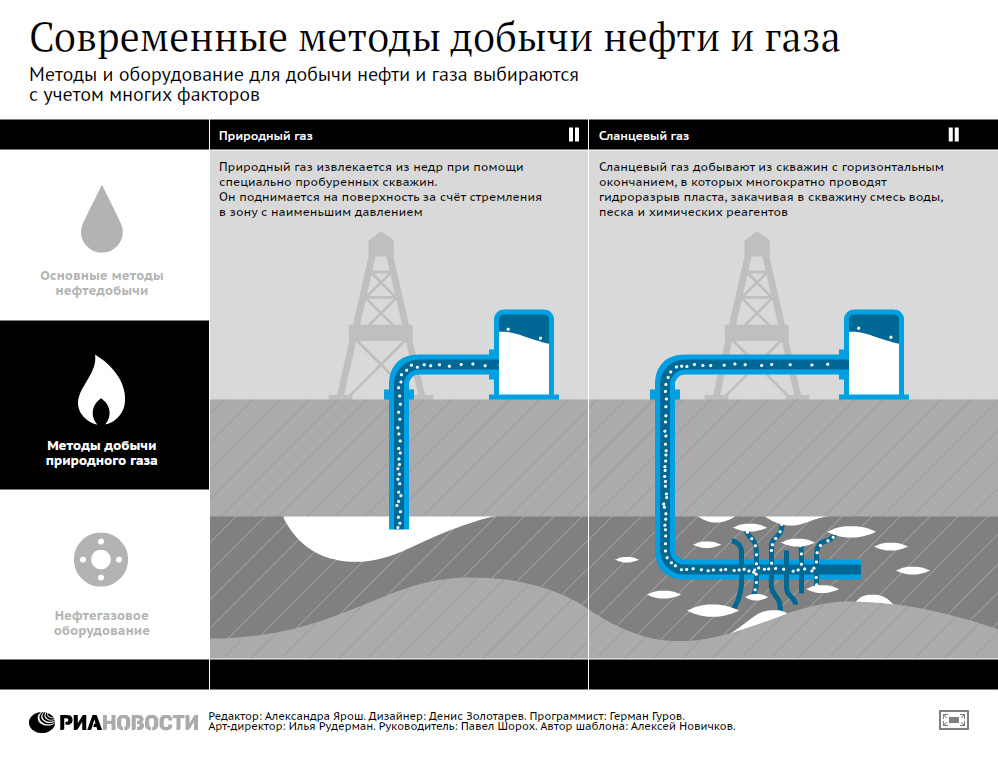 Современные методы добычи нефти и газа
Методы и оборудование для добычи нефти и газа выбираются
с учетом многих факторов
Природный газ
Сланцевый газ
Природный газ извлекается из недр при помощи
специально пробуренных скважин.
Он поднимается на поверхность за счёт стремления
в зону с наименьшим давлением
Сланцевый газ добывают из скважин с горизонтальным
окончанием, в которых многократно проводят
гидроразрыв пласта, закачивая в скважину смесь воды,
песка и химических реагентов
Основные методы
нефтедобычи
Методы добычи
природного газа
Нефтегазовое
оборудование
РИАНОВОСТИ
Редактор: Александра Ярош. Дизайнер: Денис Золотарев. Программист: Герман Гуров.
Арт-директор: Илья Рудерман. Руководитель: Павел Шорох. Автор шаблона: Алексей Новичков.